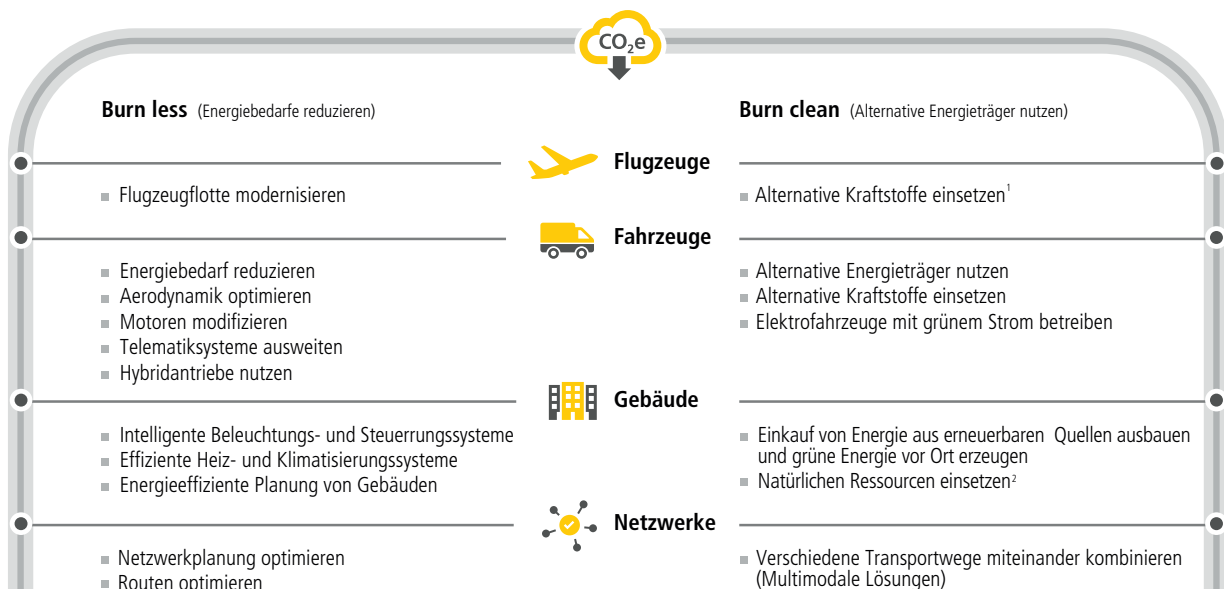 CO₂e
Burn less (Energiebedarfe reduzieren)
Burn clean (Alternative Energieträger nutzen)
Flugzeuge
Flugzeugflotte modernisieren
Alternative Kraftstoffe einsetzen¹
Fahrzeuge
Energiebedarf reduzieren
Aerodynamik optimieren
Motoren modifizieren
Telematiksysteme ausweiten
Hybridantriebe nutzen
Alternative Energieträger nutzen
Alternative Kraftstoffe einsetzen
Elektrofahrzeuge mit grünem Strom betreiben
Gebäude
Intelligente Beleuchtungs- und Steuerrungssysteme
Effiziente Heiz- und Klimatisierungssysteme
Energieeffiziente Planung von Gebäuden
Einkauf von Energie aus erneuerbaren Quellen ausbauen
und grüne Energie vor Ort erzeugen
Natürlichen Ressourcen einsetzen²
Netzwerke
Netzwerkplanung optimieren
Routen optimieren
Verschiedene Transportwege miteinander kombinieren
(Multimodale Lösungen)